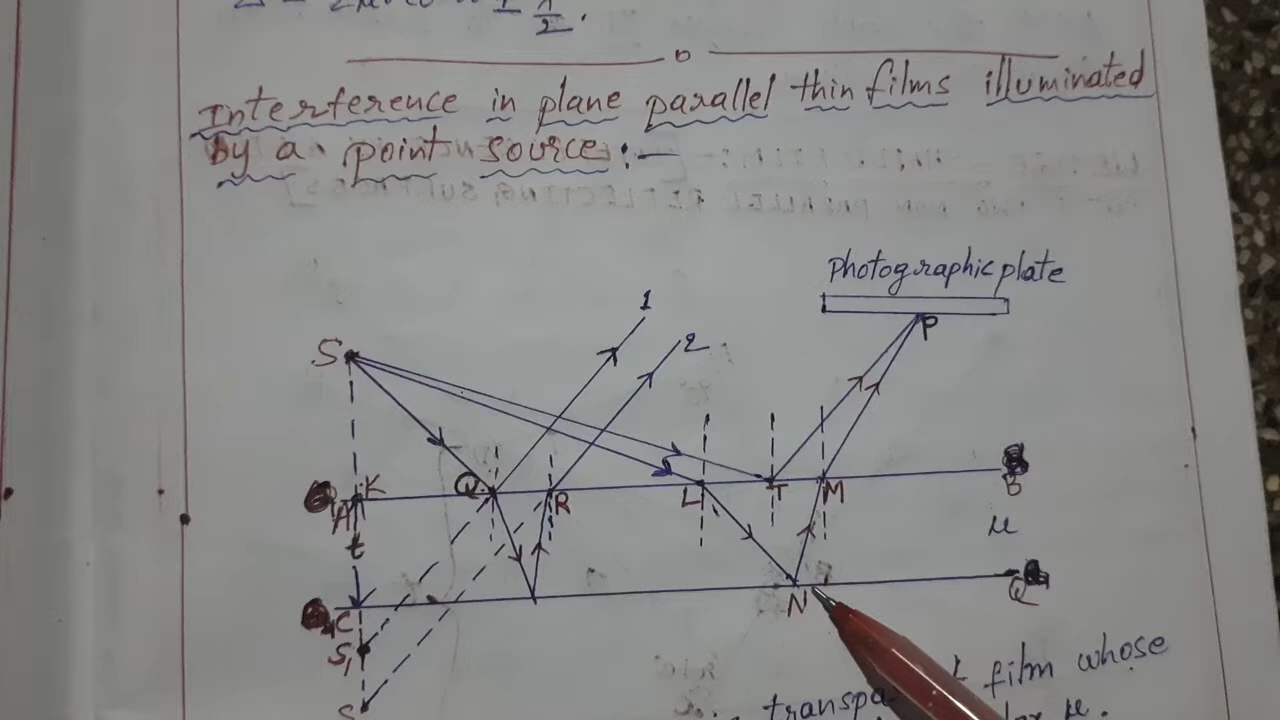 Interference in plane parallel thin films illuminated
by a point source:-
Photographic plate
1
2
P
S
K
Q
R
L
T
M
B
A
t
μ
C
N
Q
S₁
S
film whose
transpa
μ.